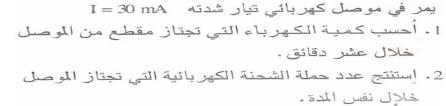 يمر في موصل كهربائي تيار شدته I = 30 mA
1. أحسب كمية الكهرباء التي تجتاز مقطع من الموصل
خلال عشر دقائق .
2. إستنتج عدد حملة الشحنة الكهربائية التي تجتاز الموصل
خلال نفس المدة .